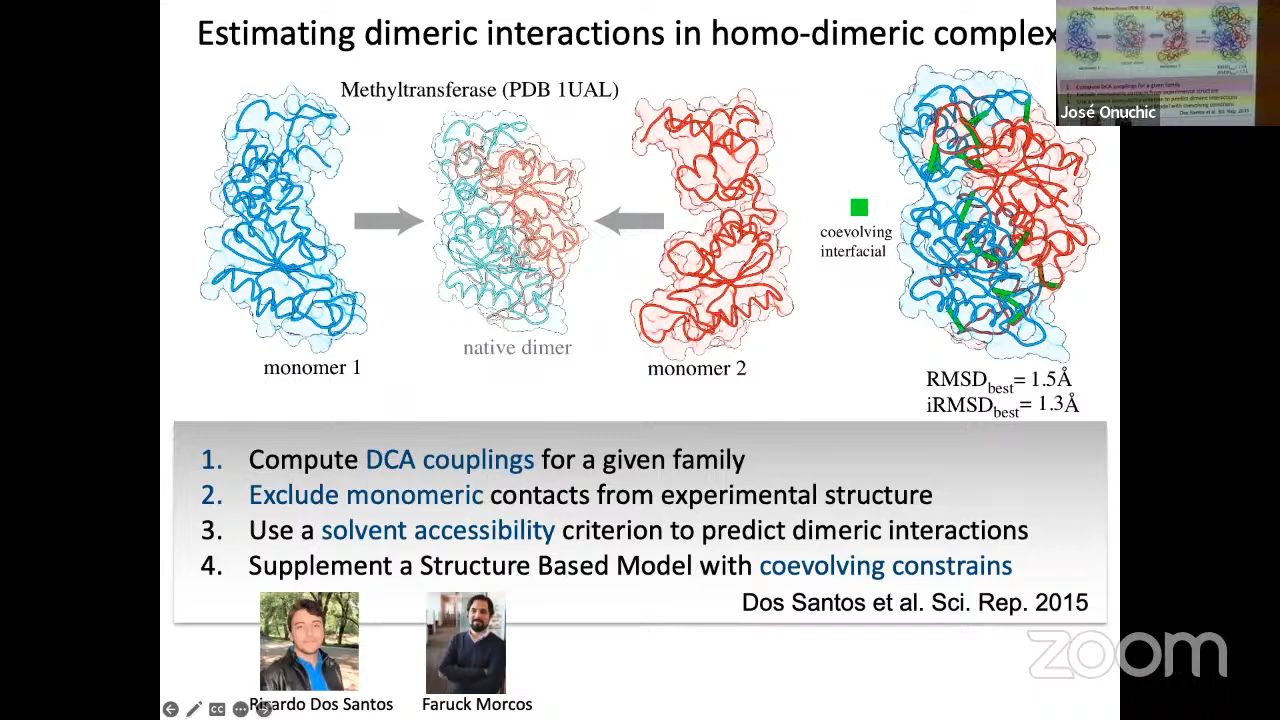 Estimating dimeric interactions in homo-dimeric complex
Methyltransferase (PDB 1UAL)
José Onuchic
coevolving
interfacial
native dimer
monomer 1
monomer 2
RMSDbest= 1.5Å
iRMSDbest= 1.3Å
1. Compute DCA couplings for a given family
2. Exclude monomeric contacts from experimental structure
3. Use a solvent accessibility criterion to predict dimeric interactions
4. Supplement a Structure Based Model with coevolving constrains
Dos Santos et al. Sci. Rep. 2015
zoom
Ricardo Dos Santos
Faruck Morcos